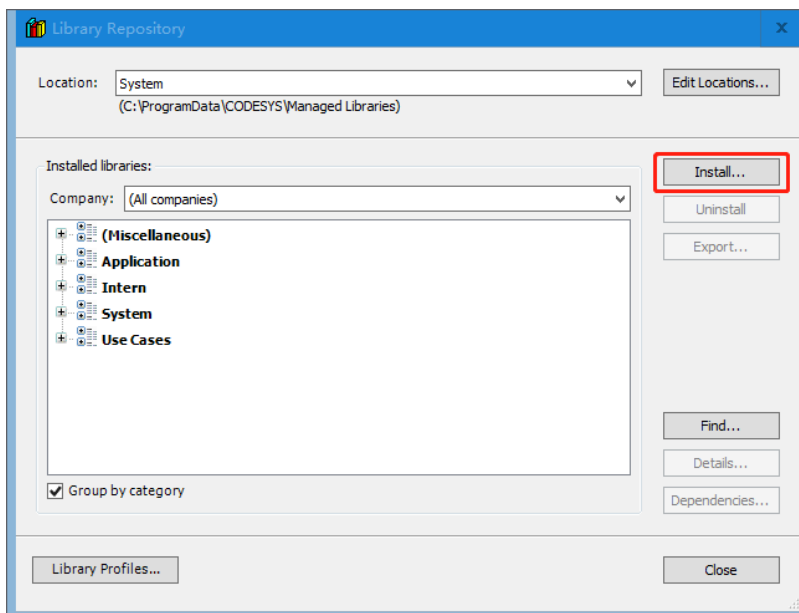 Library Repository
Location: System Edit Locations...
(C:\ProgramData\CODESYS\Managed Libraries)
Installed libraries:
Install...
Company: (All companies)
Uninstall
(Miscellaneous)
Export...
Application
Intern
System
Use Cases
Find...
Details...
Group by category
Dependencies...
Library Profiles... Close